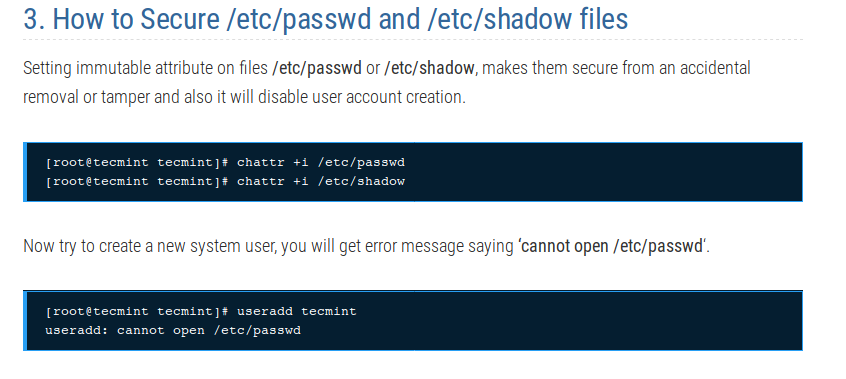 3. How to Secure /etc/passwd and /etc/shadow files
Setting immutable attribute on files /etc/passwd or /etc/shadow, makes them secure from an accidental
removal or tamper and also it will disable user account creation.
[root@tecmint tecmint]# chattr +i /etc/passwd
[root@tecmint tecmint]# chattr +i /etc/shadow
Now try to create a new system user, you will get error message saying ‘cannot open /etc/passwd‘.
[root@tecmint tecmint]# useradd tecmint
useradd: cannot open /etc/passwd